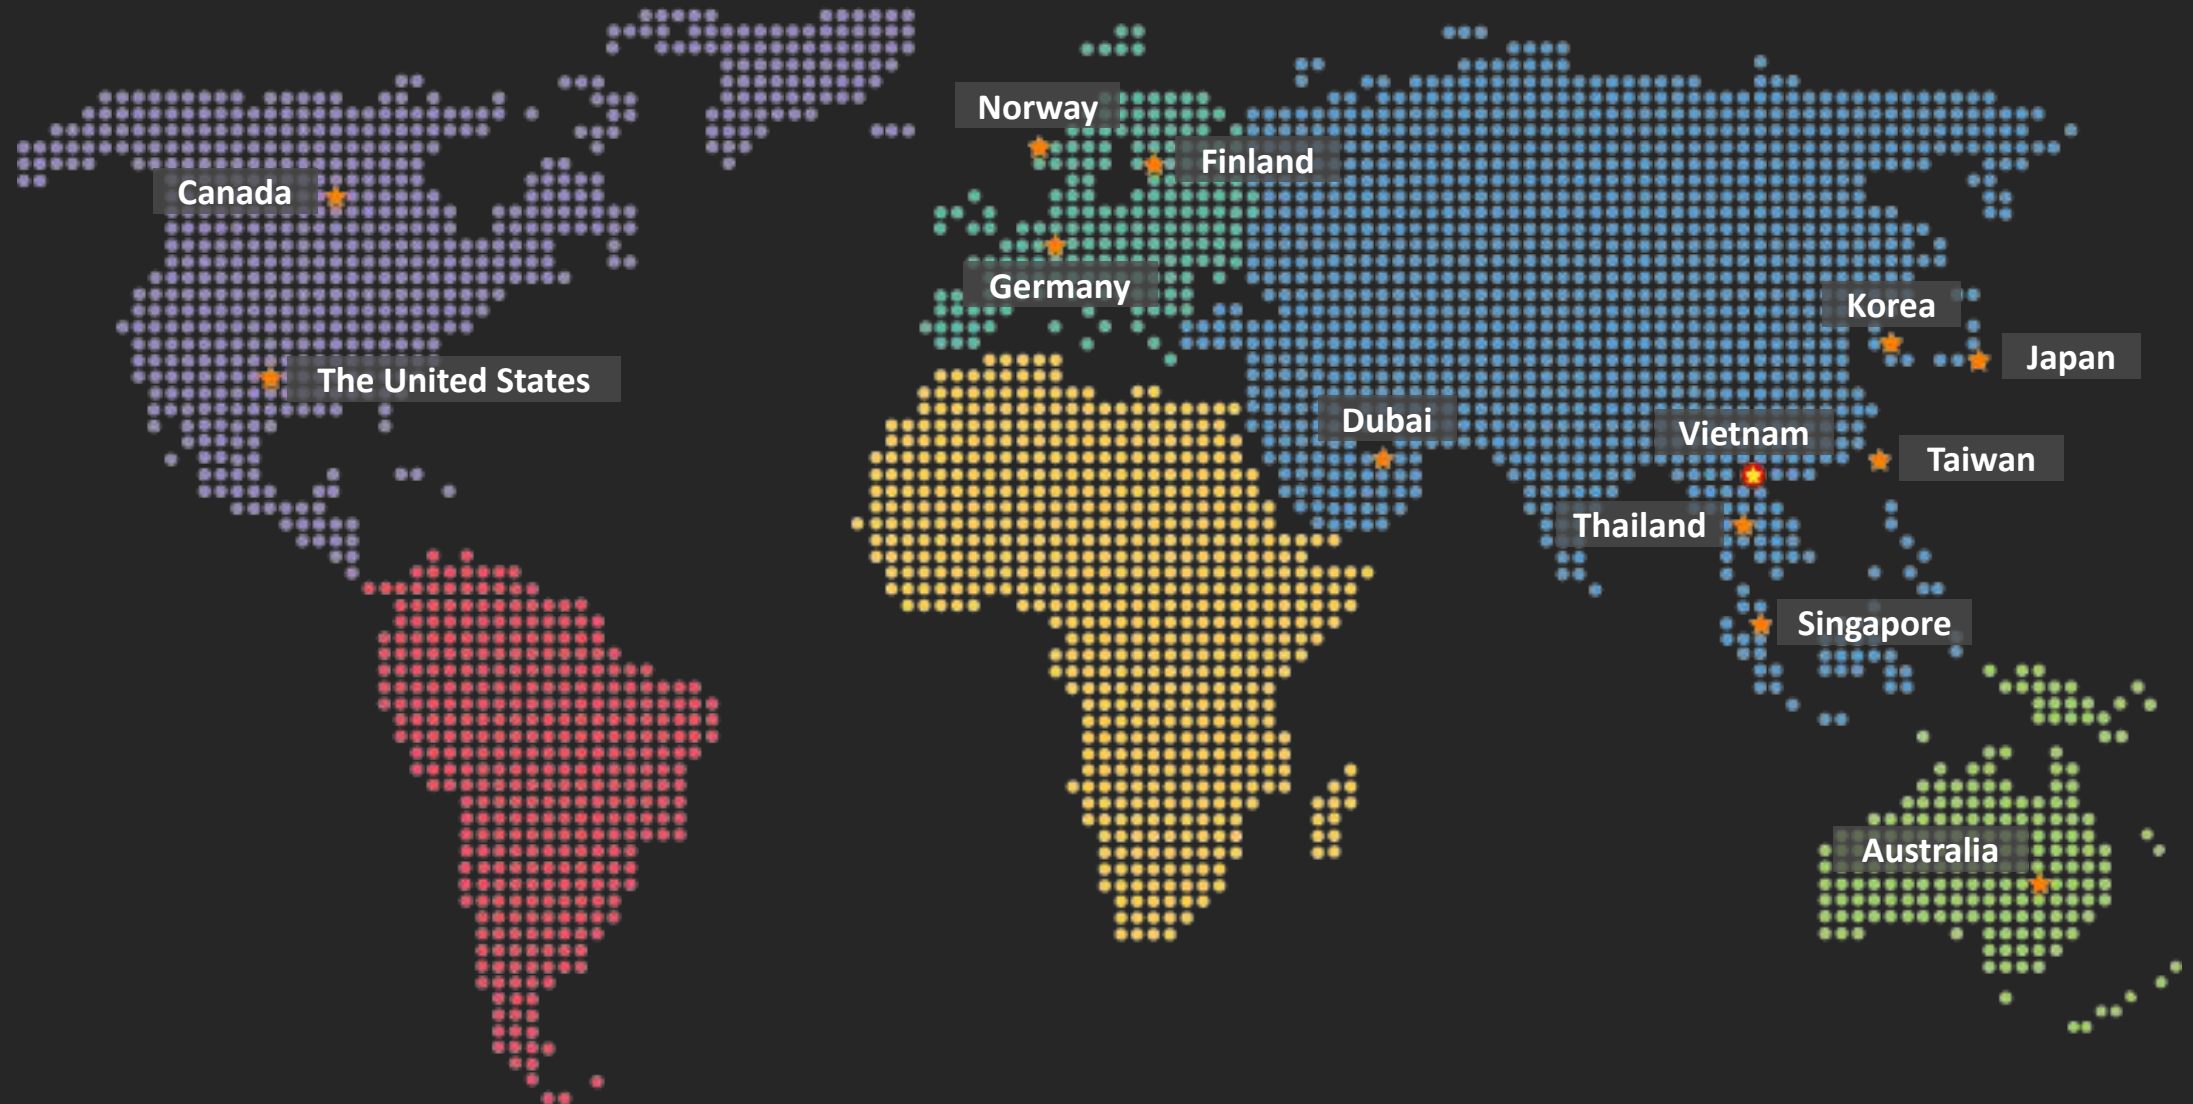 Norway
Finland
Canada
Germany
Korea
Japan
The United States
Dubai
Vietnam
Taiwan
Thailand
Singapore
Australia